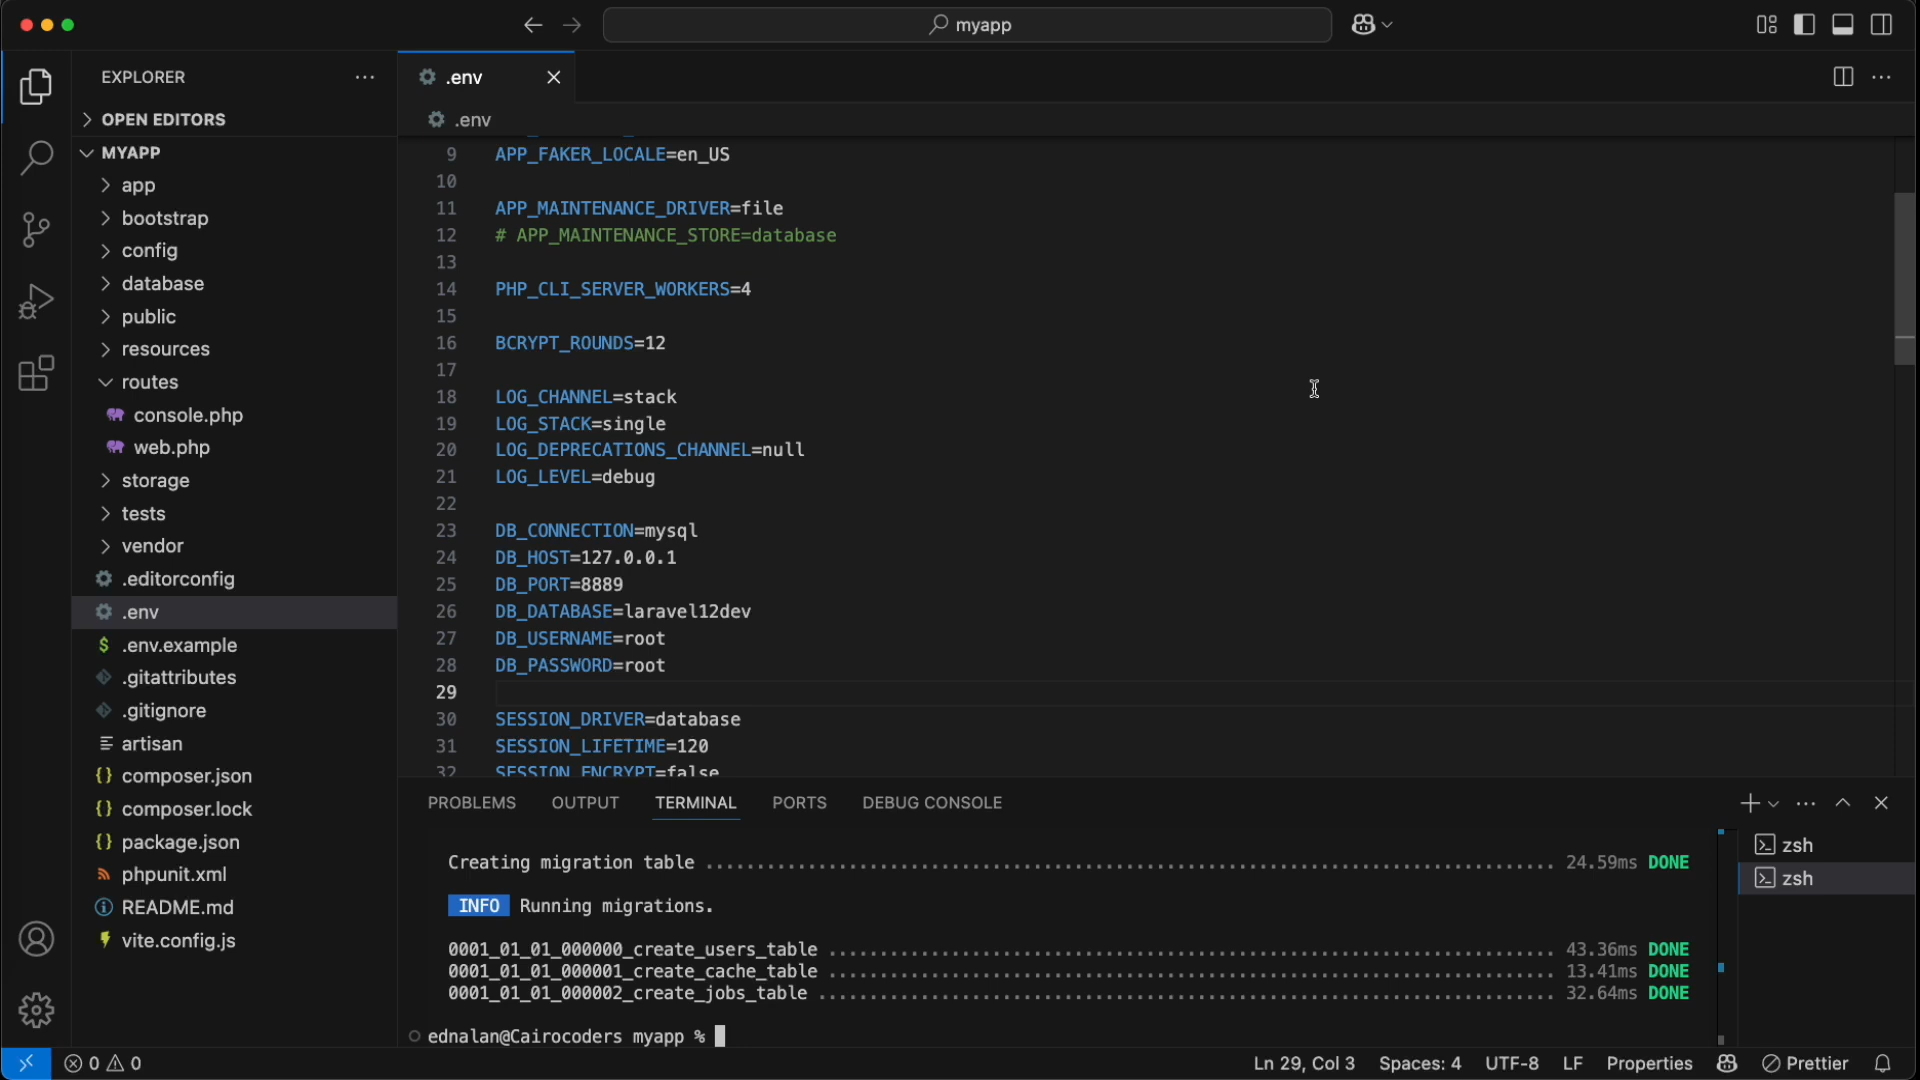 myapp
EXPLORER
OPEN EDITORS
MYAPP
app
bootstrap
config
database
public
resources
routes
console.php
web.php
storage
tests
vendor
.editorconfig
.env
.env.example
.gitattributes
.gitignore
artisan
composer.json
composer.lock
package.json
phpunit.xml
README.md
vite.config.js
.env
.env
9 APP_FAKER_LOCALE=en_US
10
11 APP_MAINTENANCE_DRIVER=file
12 # APP_MAINTENANCE_STORE=database
13
14 PHP_CLI_SERVER_WORKERS=4
15
16 BCRYPT_ROUNDS=12
17
18 LOG_CHANNEL=stack
19 LOG_STACK=single
20 LOG_DEPRECATIONS_CHANNEL=null
21 LOG_LEVEL=debug
22
23 DB_CONNECTION=mysql
24 DB_HOST=127.0.0.1
25 DB_PORT=8889
26 DB_DATABASE=laravel12dev
27 DB_USERNAME=root
28 DB_PASSWORD=root
29
30 SESSION_DRIVER=database
31 SESSION_LIFETIME=120
32 SESSION_ENCRYPT=false
PROBLEMS OUTPUT TERMINAL PORTS DEBUG CONSOLE
Creating migration table ................................................................................ 24.59ms DONE
INFO Running migrations.
0001_01_01_000000_create_users_table .................................................................... 43.36ms DONE
0001_01_01_000001_create_cache_table .................................................................... 13.41ms DONE
0001_01_01_000002_create_jobs_table ..................................................................... 32.64ms DONE
ednalan@Cairocoders myapp %
zsh
zsh
0 0 Ln 29, Col 3 Spaces: 4 UTF-8 LF Properties Prettier